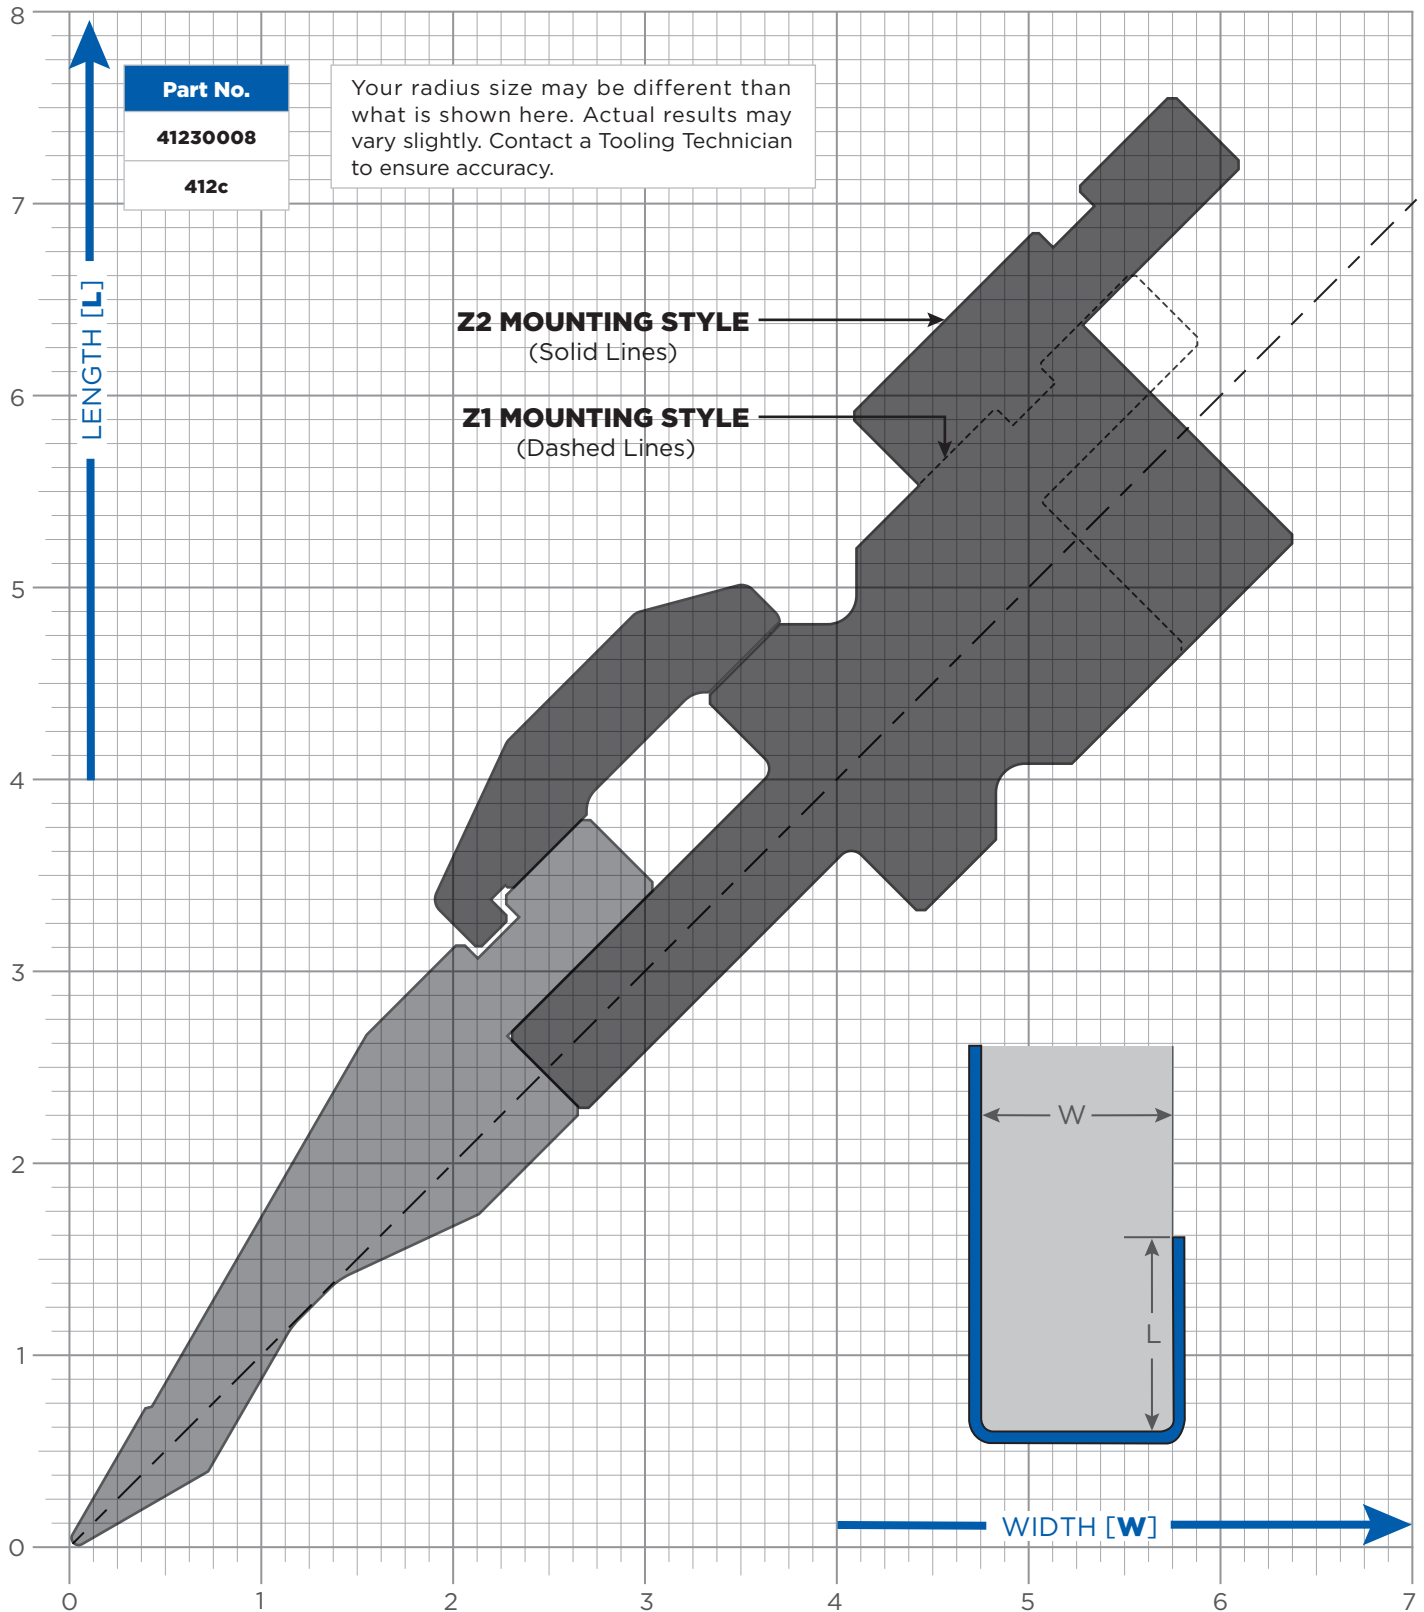 8
7
6
5
4
3
2
1
0
LENGTH [L]
Part No.
41230008
412c
Your radius size may be different than
what is shown here. Actual results may
vary slightly. Contact a Tooling Technician
to ensure accuracy.
Z2 MOUNTING STYLE
(Solid Lines)
Z1 MOUNTING STYLE
(Dashed Lines)
W
L
WIDTH [W]
0
1
2
3
4
5
6
7